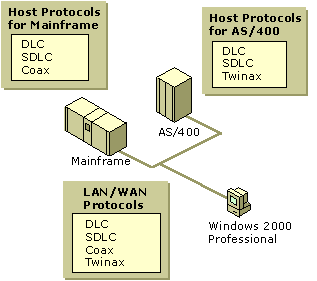 Host Protocols
for Mainframe
DLC
SDLC
Coax
Host Protocols
for AS/400
DLC
SDLC
Twinax
AS/400
Mainframe
LAN/WAN
Protocols
DLC
SDLC
Coax
Twinax
Windows 2000
Professional